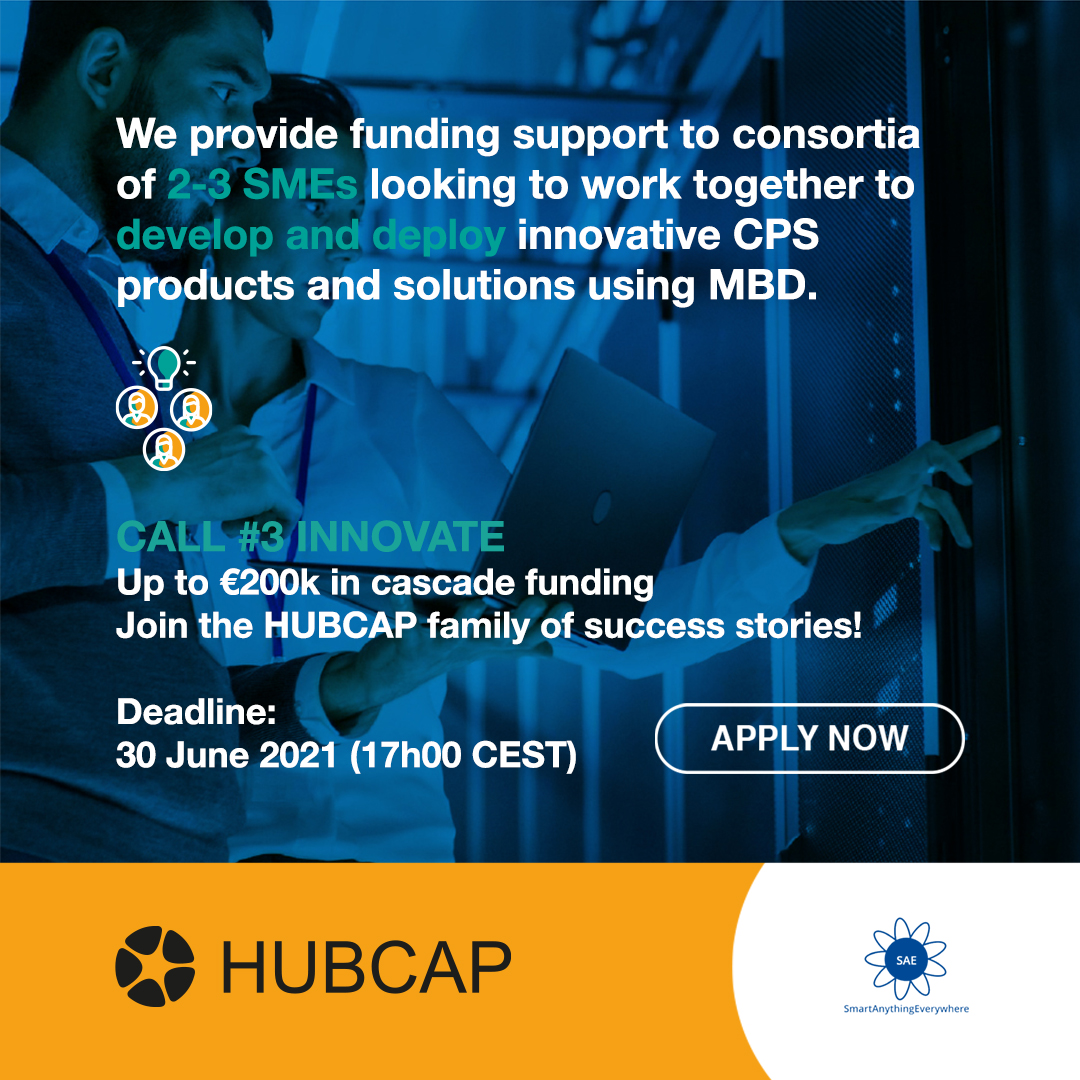 We provide funding support to consortia
of 2-3 SMEs looking to work together to
develop and deploy innovative CPS
products and solutions using MBD.
CALL #3 INNOVATE
Up to €200k in cascade funding
Join the HUBCAP family of success stories!
Deadline:
30 June 2021 (17h00 CEST)
APPLY NOW
HUBCAP
SAE
SmartAnythingEverywhere